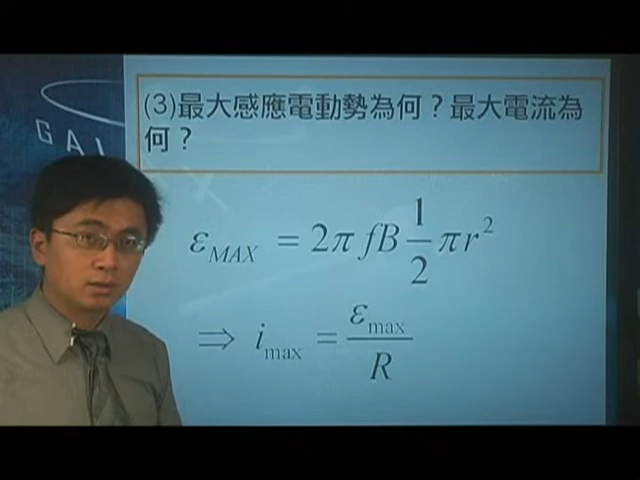 GAL
(3)最大感應電動勢為何？最大電流為
何？
ε_MAX = 2π fB 1/2 πr²
⇒ i_max = ε_max / R